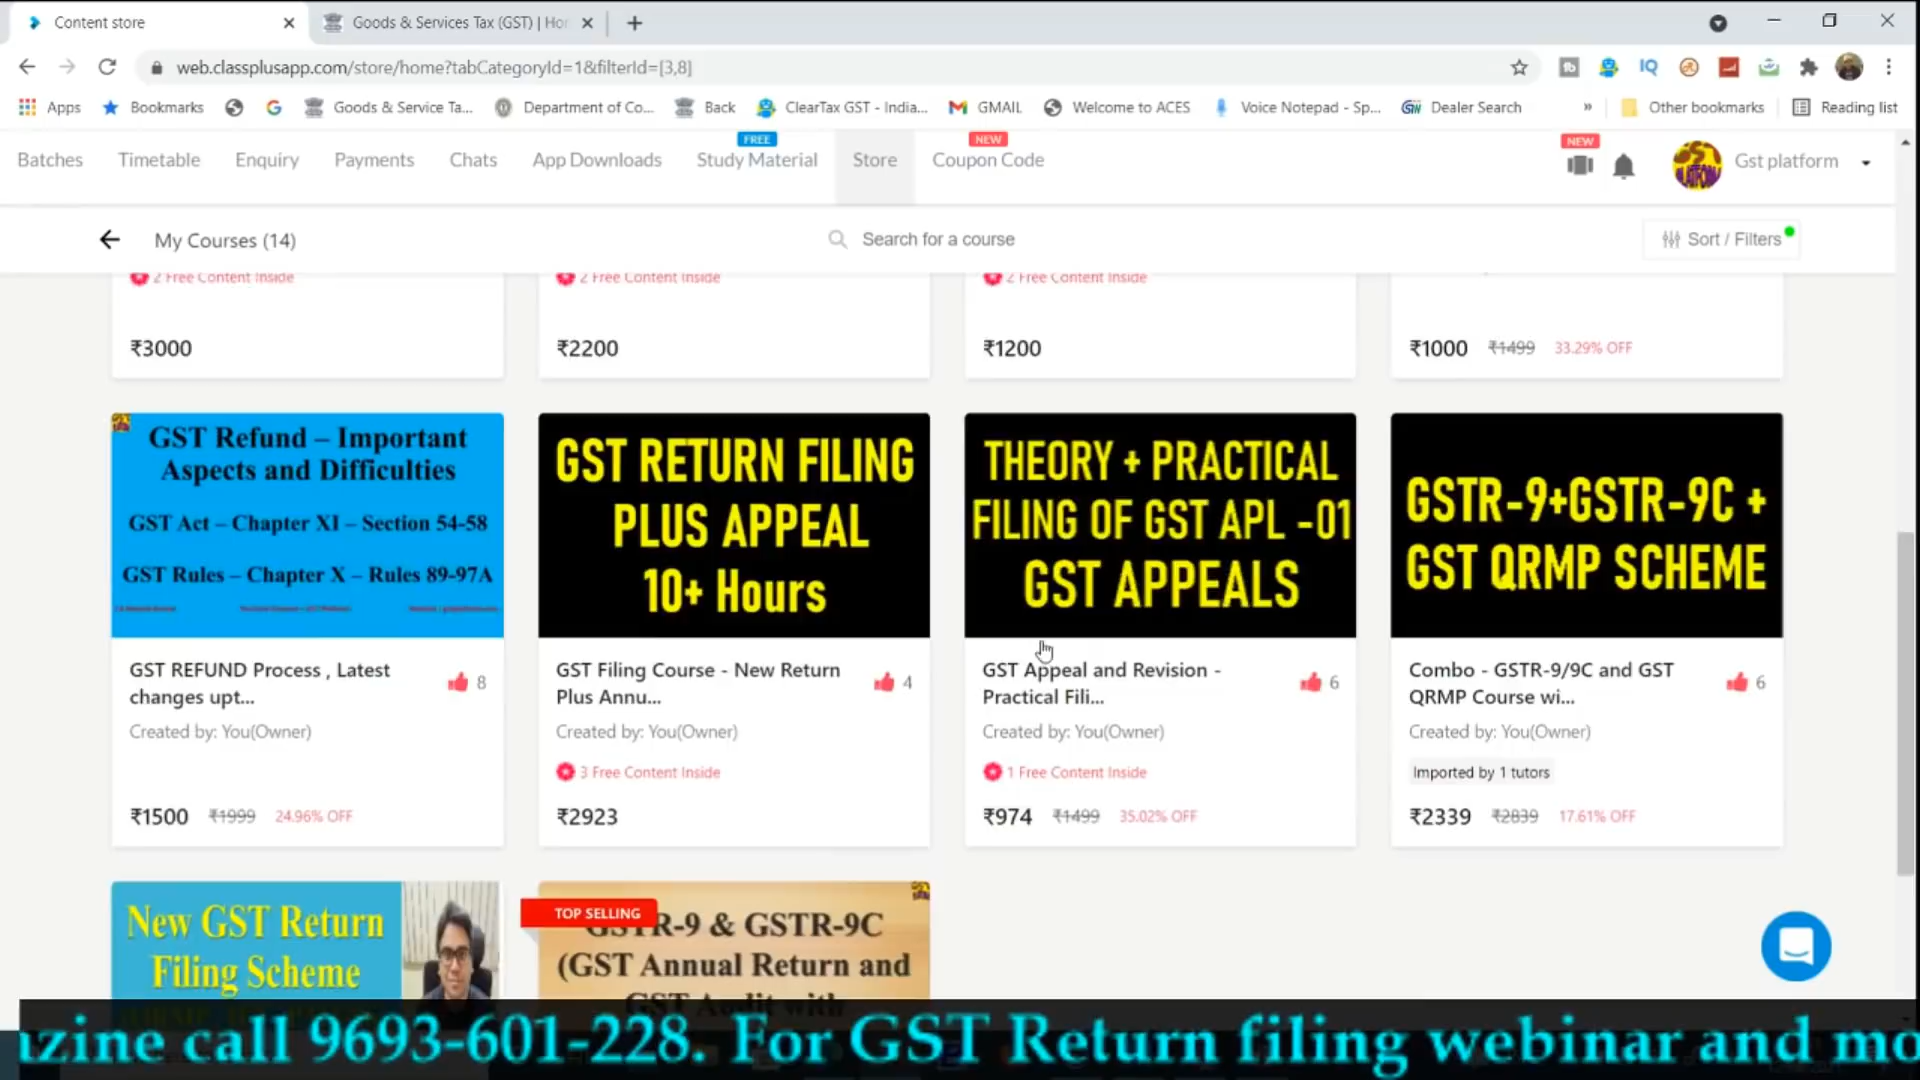 Content store
Goods & Services Tax (GST) | Hor
web.classplusapp.com/store/home?tabCategoryId=1&filterId=[3,8]
Apps
Bookmarks
Goods & Service Ta...
Department of Co...
Back
ClearTax GST - India...
GMAIL
Welcome to ACES
Voice Notepad - Sp...
Dealer Search
»
Other bookmarks
Reading list
FREE
NEW
NEW
Batches
Timetable
Enquiry
Payments
Chats
App Downloads
Study Material
Store
Coupon Code
Gst platform
My Courses (14)
Search for a course
Sort / Filters
2 Free Content Inside
2 Free Content Inside
2 Free Content Inside
₹3000
₹2200
₹1200
₹1000 ₹1499 33.29% OFF
GST Refund – Important
Aspects and Difficulties
GST Act – Chapter XI – Section 54-58
GST Rules – Chapter X – Rules 89-97A
GST REFUND Process , Latest
changes upt...
8
Created by: You(Owner)
₹1500 ₹1999 24.96% OFF
GST RETURN FILING
PLUS APPEAL
10+ Hours
GST Filing Course - New Return
Plus Annu...
4
Created by: You(Owner)
3 Free Content Inside
₹2923
THEORY + PRACTICAL
FILING OF GST APL -01
GST APPEALS
GST Appeal and Revision -
Practical Fili...
6
Created by: You(Owner)
1 Free Content Inside
₹974 ₹1499 35.02% OFF
GSTR-9+GSTR-9C +
GST QRMP SCHEME
Combo - GSTR-9/9C and GST
QRMP Course wi...
6
Created by: You(Owner)
Imported by 1 tutors
₹2339 ₹2839 17.61% OFF
New GST Return
Filing Scheme
TOP SELLING
GSTR-9 & GSTR-9C
(GST Annual Return and
GST Audit with
azine call 9693-601-228. For GST Return filing webinar and mo